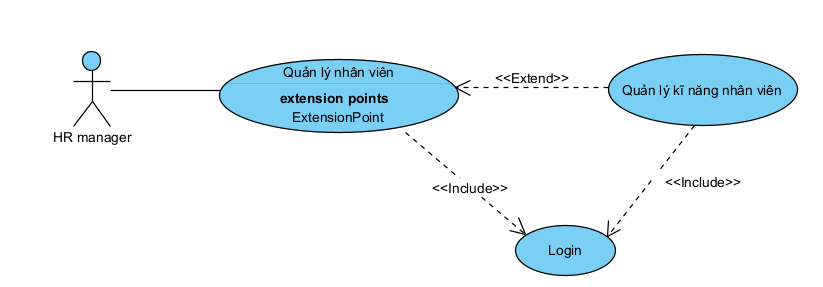 Quản lý nhân viên
extension points
ExtensionPoint
<<Extend>>
Quản lý kĩ năng nhân viên
HR manager
<<Include>>
<<Include>>
Login